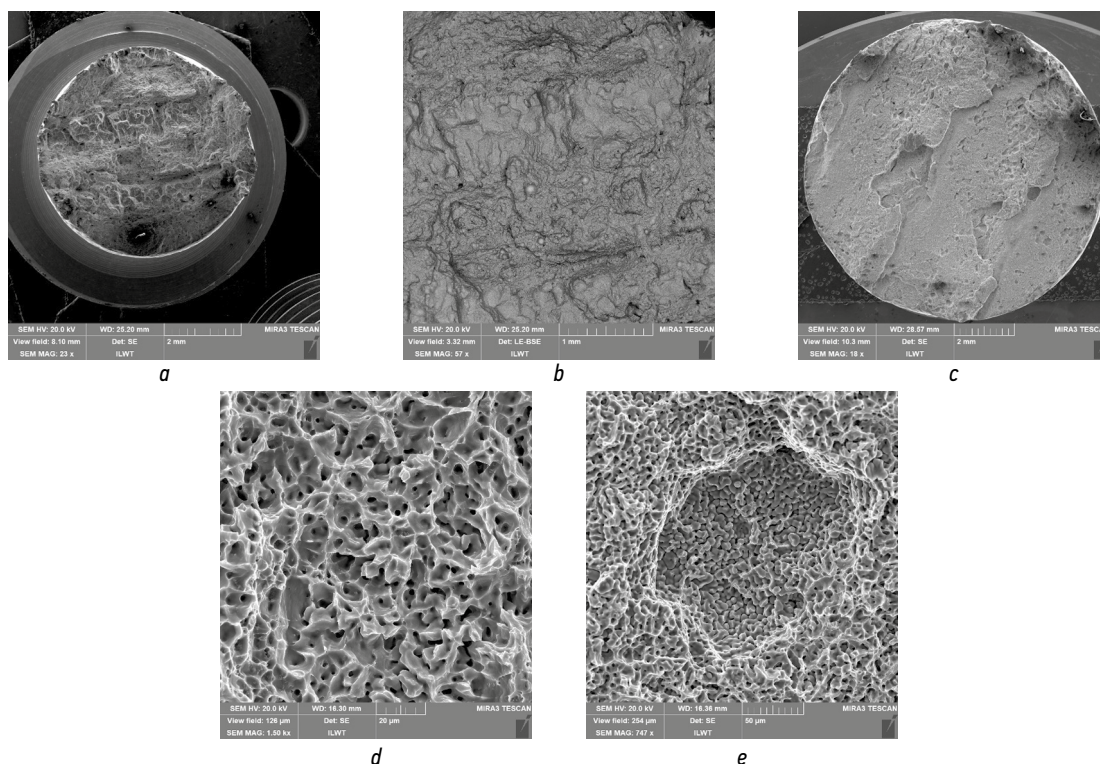 SEM HV: 20.0 kV WD: 25.20 mm MIRA3 TESCAN
View field: 8.10 mm Det: SE 2 mm
SEM MAG: 23 x ILWT
a
SEM HV: 20.0 kV WD: 25.20 mm MIRA3 TESCAN
View field: 3.32 mm Det: LE-BSE 1 mm
SEM MAG: 57 x ILWT
b
SEM HV: 20.0 kV WD: 28.57 mm MIRA3 TESCAN
View field: 10.3 mm Det: SE 2 mm
SEM MAG: 18 x ILWT
c
SEM HV: 20.0 kV WD: 16.30 mm MIRA3 TESCAN
View field: 126 µm Det: SE 20 µm
SEM MAG: 1.50 kx ILWT
d
SEM HV: 20.0 kV WD: 16.36 mm MIRA3 TESCAN
View field: 254 µm Det: SE 50 µm
SEM MAG: 747 x ILWT
e